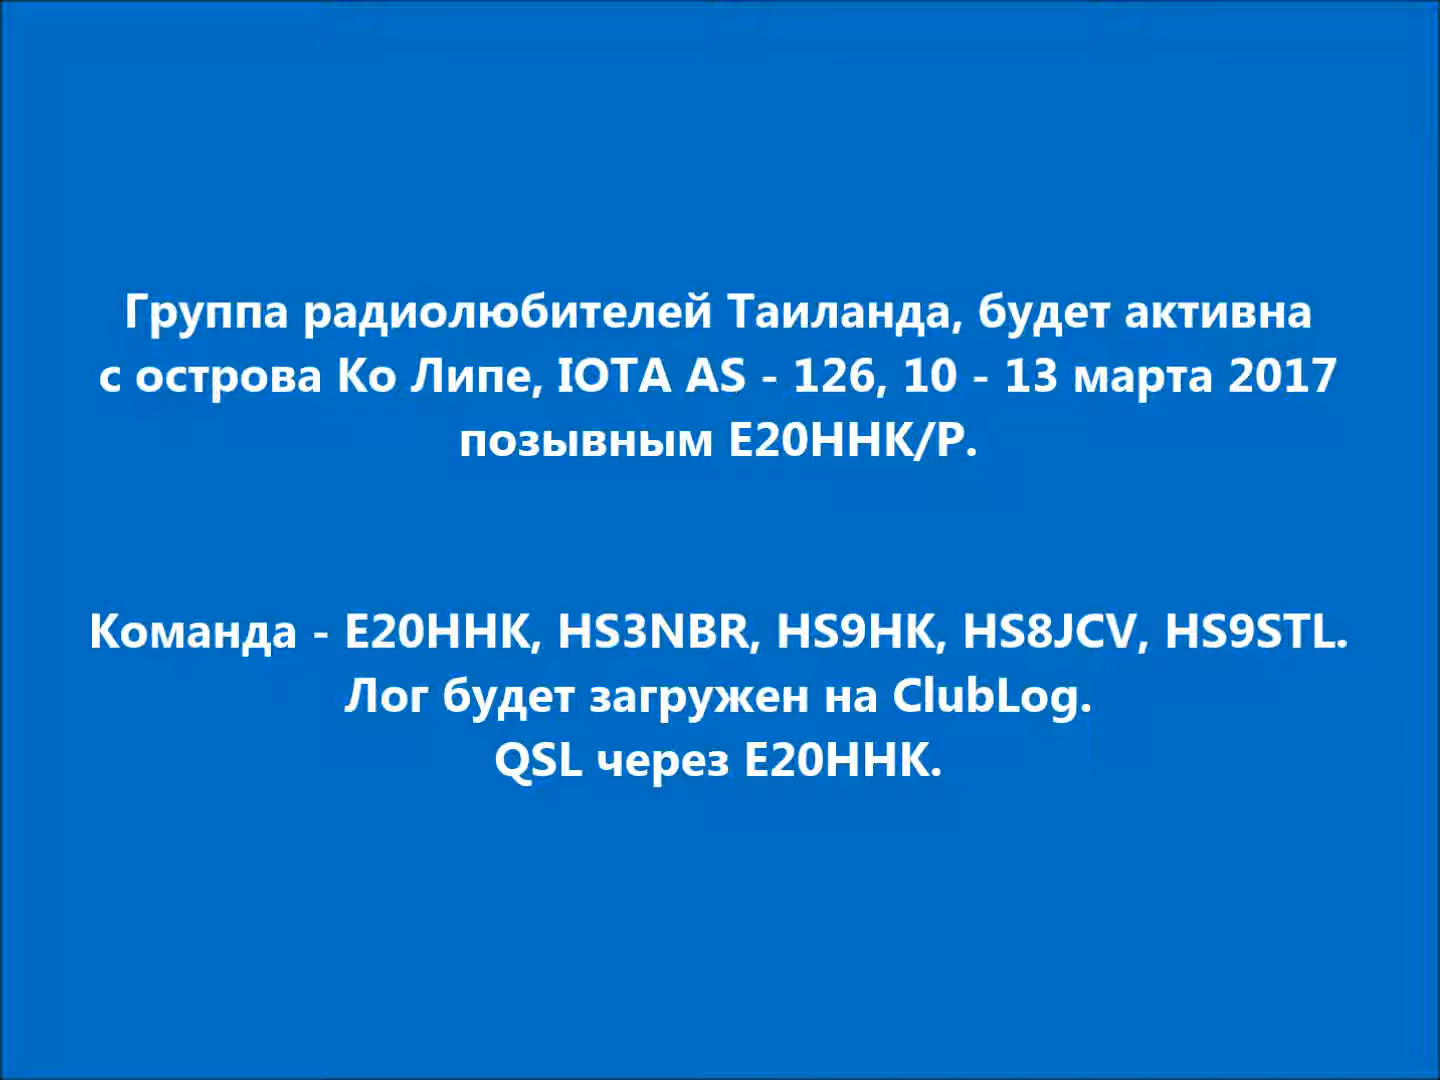 Группа радиолюбителей Таиланда, будет активна
с острова Ко Липе, IOTA AS - 126, 10 - 13 марта 2017
позывным E20HHK/P.
Команда - E20HHK, HS3NBR, HS9HK, HS8JCV, HS9STL.
Лог будет загружен на ClubLog.
QSL через E20HHK.